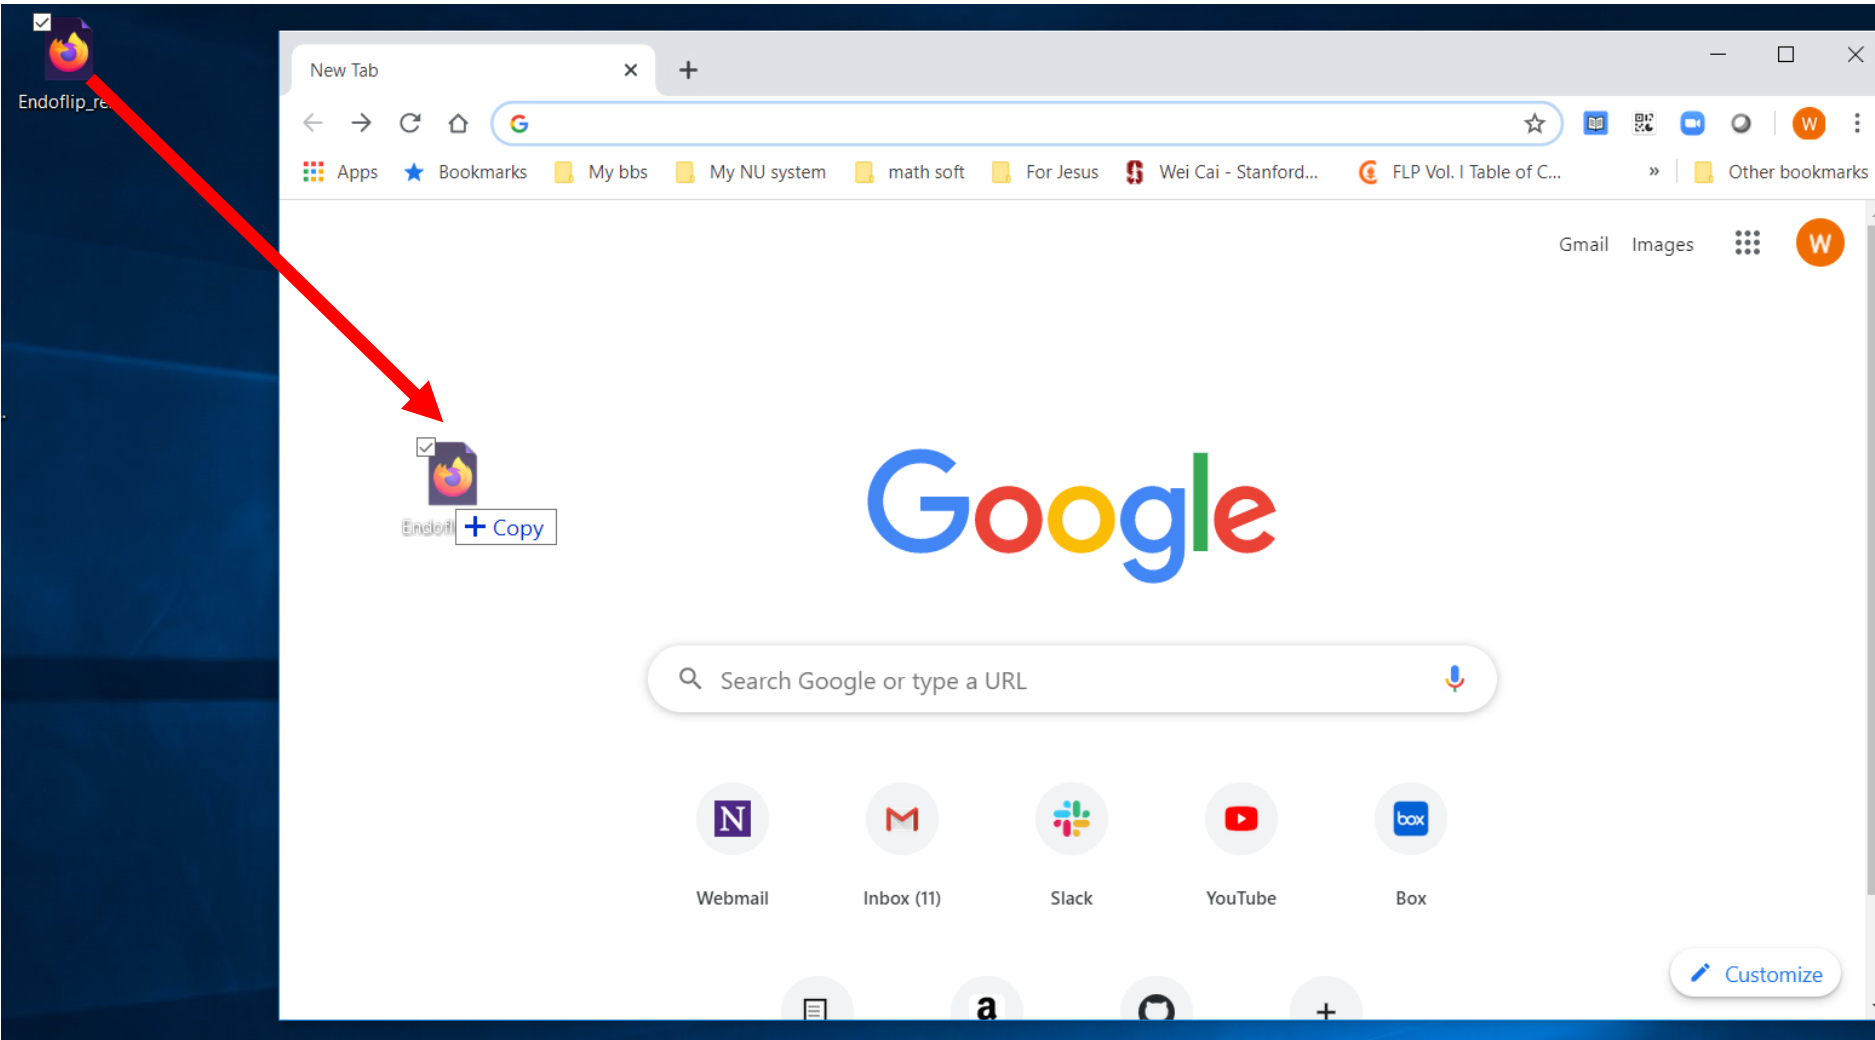 New Tab
Apps Bookmarks My bbs My NU system math soft For Jesus Wei Cai - Stanford... FLP Vol. I Table of C... » Other bookmarks
W
Endoflip_re
Gmail Images W
Google
Endofl + Copy
Search Google or type a URL
N
box
Webmail Inbox (11) Slack YouTube Box
Customize
a